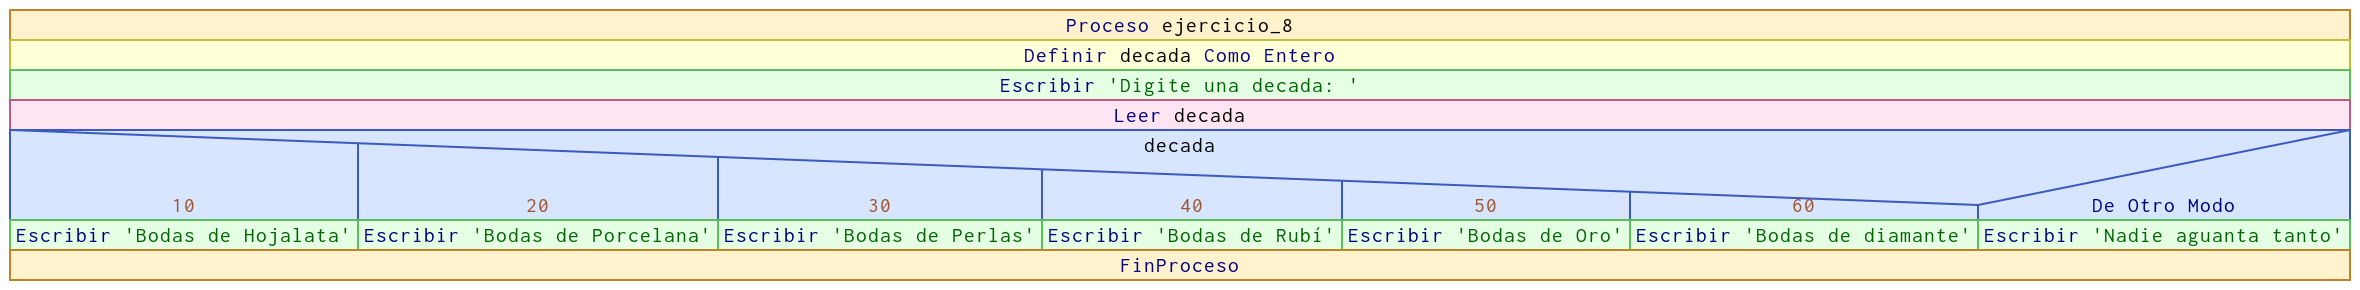 Proceso ejercicio_8
Definir decada Como Entero
Escribir 'Digite una decada: '
Leer decada
decada
10 20 30 40 50 60 De Otro Modo
Escribir 'Bodas de Hojalata' Escribir 'Bodas de Porcelana' Escribir 'Bodas de Perlas' Escribir 'Bodas de Rubí' Escribir 'Bodas de Oro' Escribir 'Bodas de diamante' Escribir 'Nadie aguanta tanto'
FinProceso